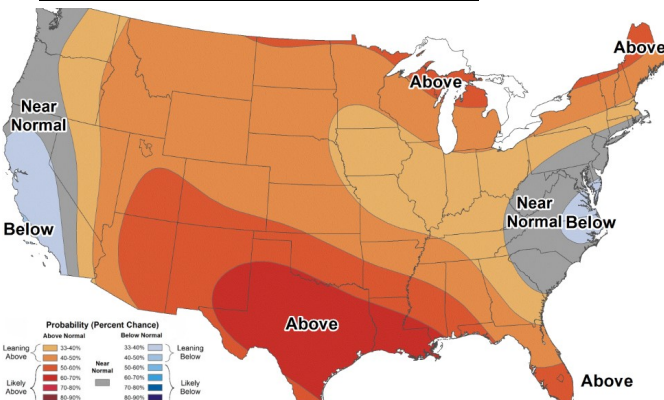 Above
Above
Near
Normal
Near
Normal
Below
Below
Above
Above
Probability (Percent Chance)
Above Normal
Below Normal
Leaning
Above
33-40%
40-50%
Likely
Above
50-60%
60-70%
70-80%
80-90%
Near
Normal
33-40%
40-50%
Leaning
Below
50-60%
60-70%
70-80%
80-90%
Likely
Below